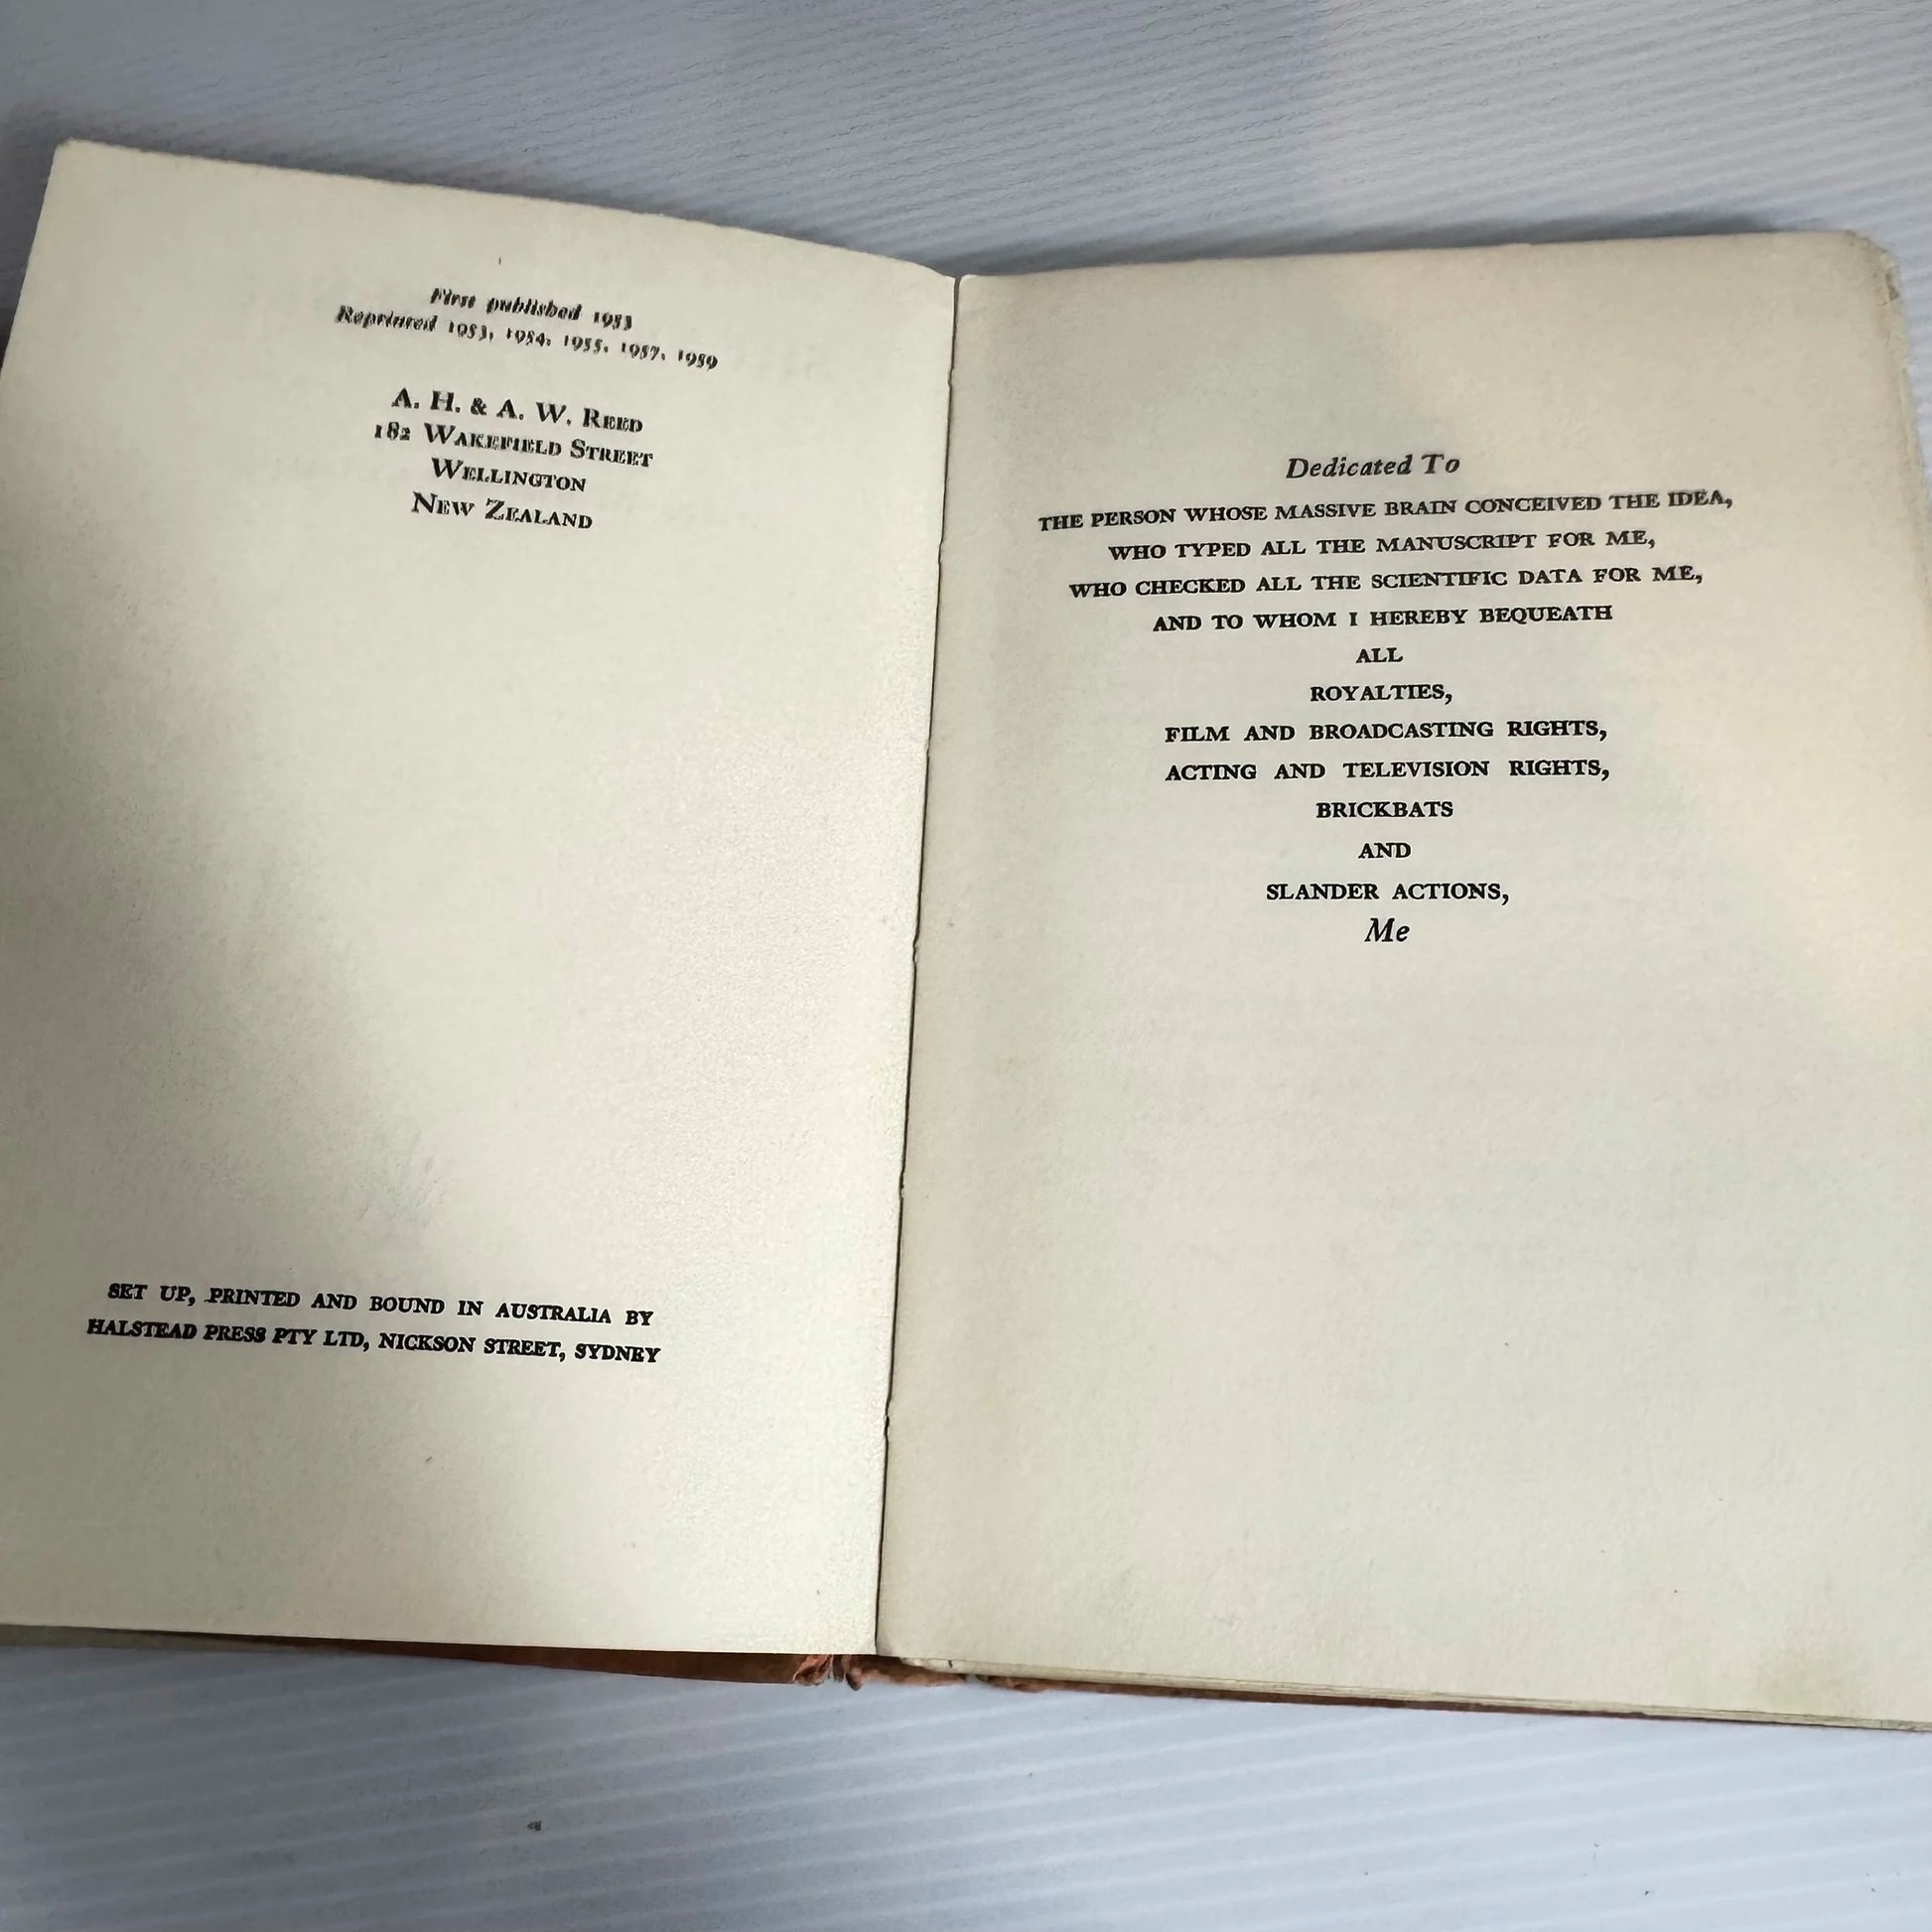 First published 1953
Reprinted 1953, 1954, 1955, 1957, 1959
A. H. & A. W. REED
182 WAKEFIELD STREET
WELLINGTON
NEW ZEALAND
SET UP, PRINTED AND BOUND IN AUSTRALIA BY
HALSTEAD PRESS PTY LTD, NICKSON STREET, SYDNEY
Dedicated To
THE PERSON WHOSE MASSIVE BRAIN CONCEIVED THE IDEA,
WHO TYPED ALL THE MANUSCRIPT FOR ME,
WHO CHECKED ALL THE SCIENTIFIC DATA FOR ME,
AND TO WHOM I HEREBY BEQUEATH
ALL
ROYALTIES,
FILM AND BROADCASTING RIGHTS,
ACTING AND TELEVISION RIGHTS,
BRICKBATS
AND
SLANDER ACTIONS,
Me